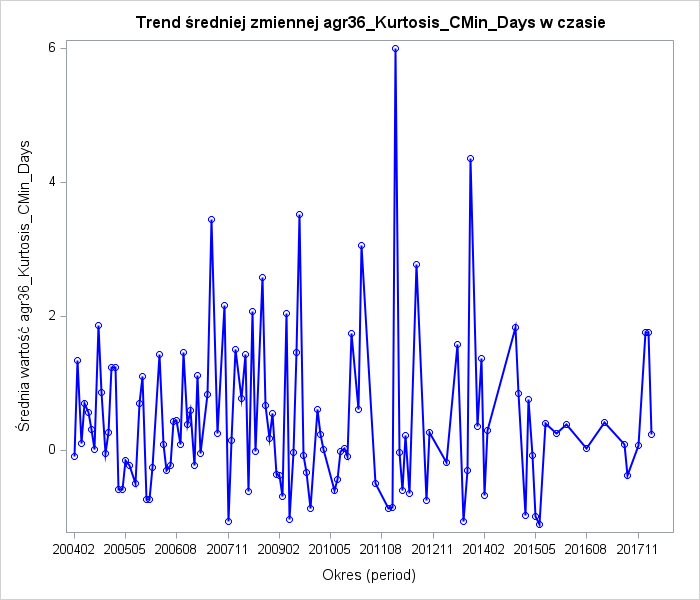 Trend średniej zmiennej agr36_Kurtosis_CMin_Days w czasie
Średnia wartość agr36_Kurtosis_CMin_Days
6
4
2
0
200402 200505 200608 200711 200902 201005 201108 201211 201402 201505 201608 201711
Okres (period)